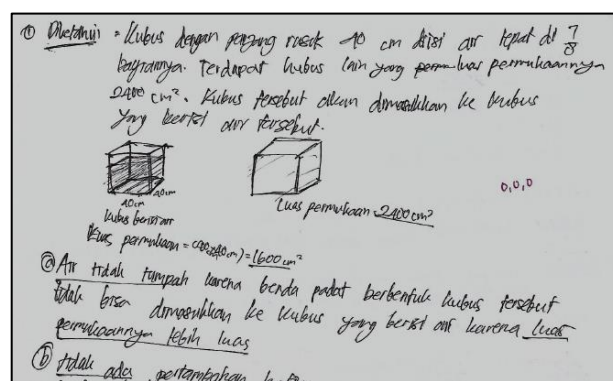 ① Diketahui = Kubus dengan panjang rusuk 40 cm diisi air tepat di 7/8
bagiannya. Terdapat kubus lain yang luas permukaannya
2400 cm². Kubus tersebut akan dimasukkan ke kubus
yang berisi air tersebut.
40cm 40cm
kubus berisi air
Luas permukaan 2400 cm²
0,0,0
Luas permukaan = (40x40cm) = 1600 cm²
ⓐ Air tidak tumpah karena benda padat berbentuk kubus tersebut
tidak bisa dimasukkan ke kubus yang berisi air karena luas
permukaannya lebih luas
ⓑ tidak ada pertambahan